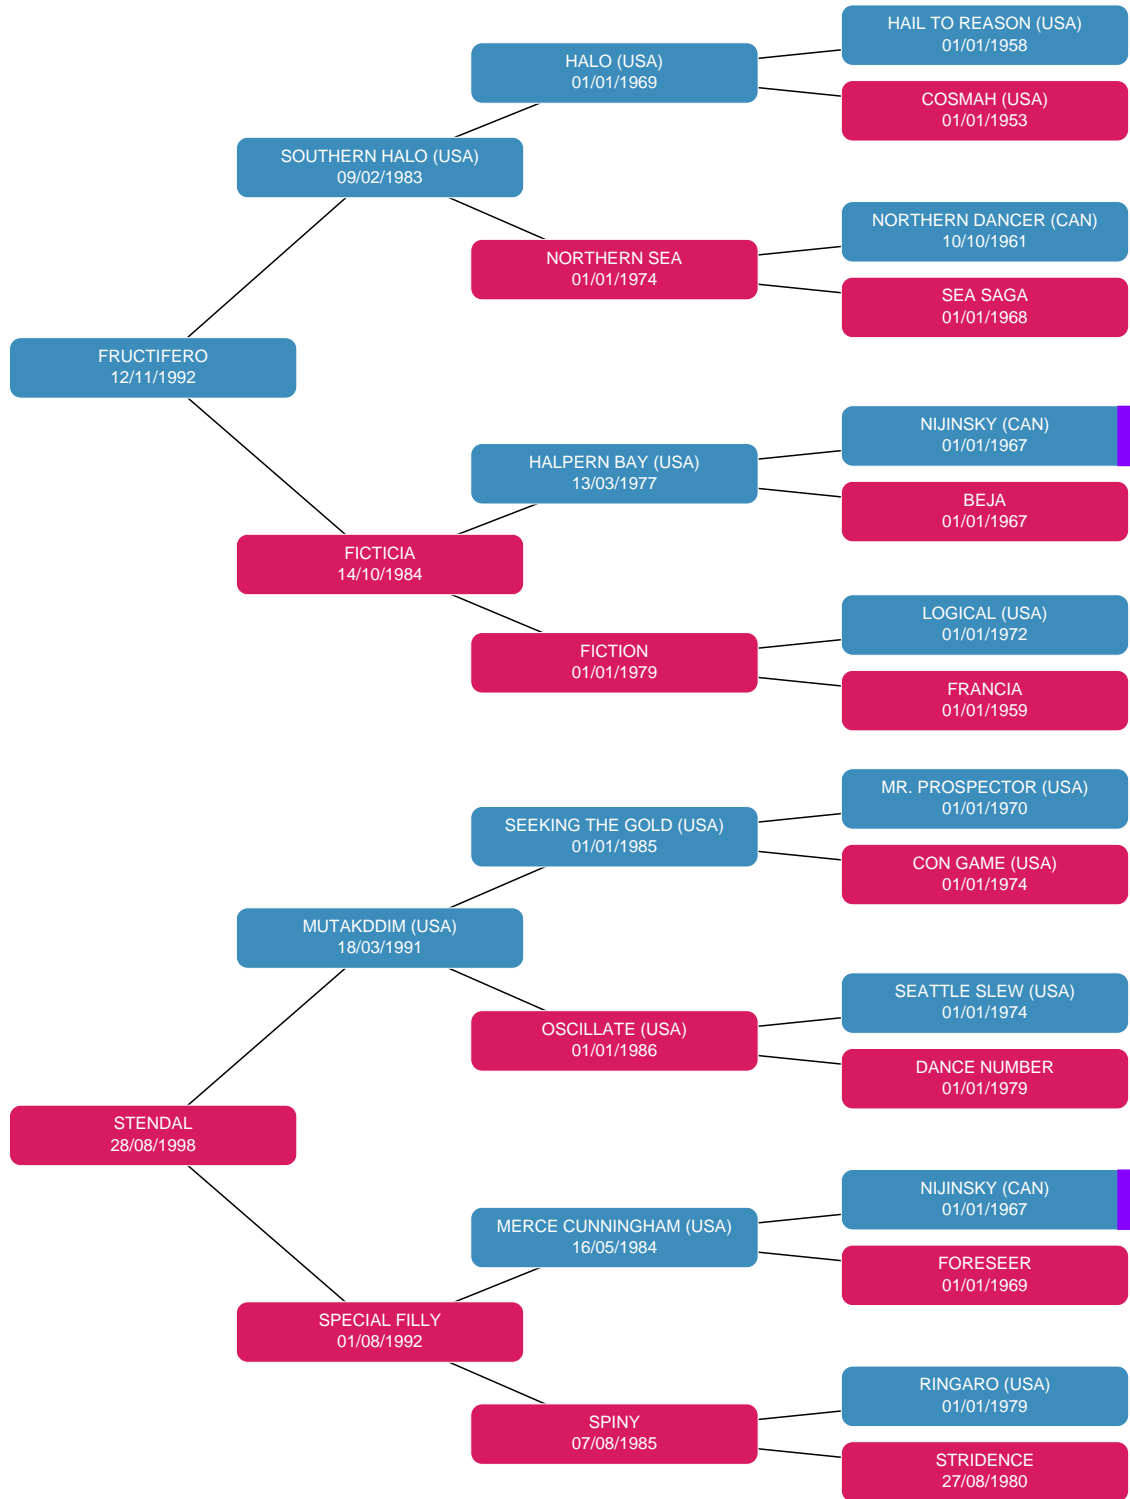 HAIL TO REASON (USA)
01/01/1958
HALO (USA)
01/01/1969
COSMAH (USA)
01/01/1953
SOUTHERN HALO (USA)
09/02/1983
NORTHERN DANCER (CAN)
10/10/1961
NORTHERN SEA
01/01/1974
SEA SAGA
01/01/1968
FRUCTIFERO
12/11/1992
NIJINSKY (CAN)
01/01/1967
HALPERN BAY (USA)
13/03/1977
BEJA
01/01/1967
FICTICIA
14/10/1984
LOGICAL (USA)
01/01/1972
FICTION
01/01/1979
FRANCIA
01/01/1959
MR. PROSPECTOR (USA)
01/01/1970
SEEKING THE GOLD (USA)
01/01/1985
CON GAME (USA)
01/01/1974
MUTAKDDIM (USA)
18/03/1991
SEATTLE SLEW (USA)
01/01/1974
OSCILLATE (USA)
01/01/1986
DANCE NUMBER
01/01/1979
STENDAL
28/08/1998
NIJINSKY (CAN)
01/01/1967
MERCE CUNNINGHAM (USA)
16/05/1984
FORESEER
01/01/1969
SPECIAL FILLY
01/08/1992
RINGARO (USA)
01/01/1979
SPINY
07/08/1985
STRIDENCE
27/08/1980